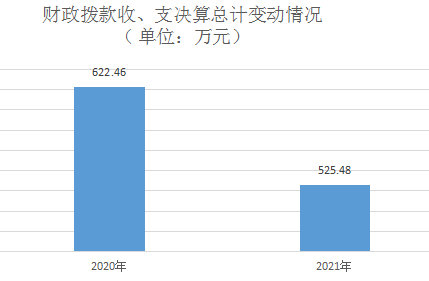 财政拨款收、支决算总计变动情况
（ 单位：万元）
622.46
525.48
2020年
2021年